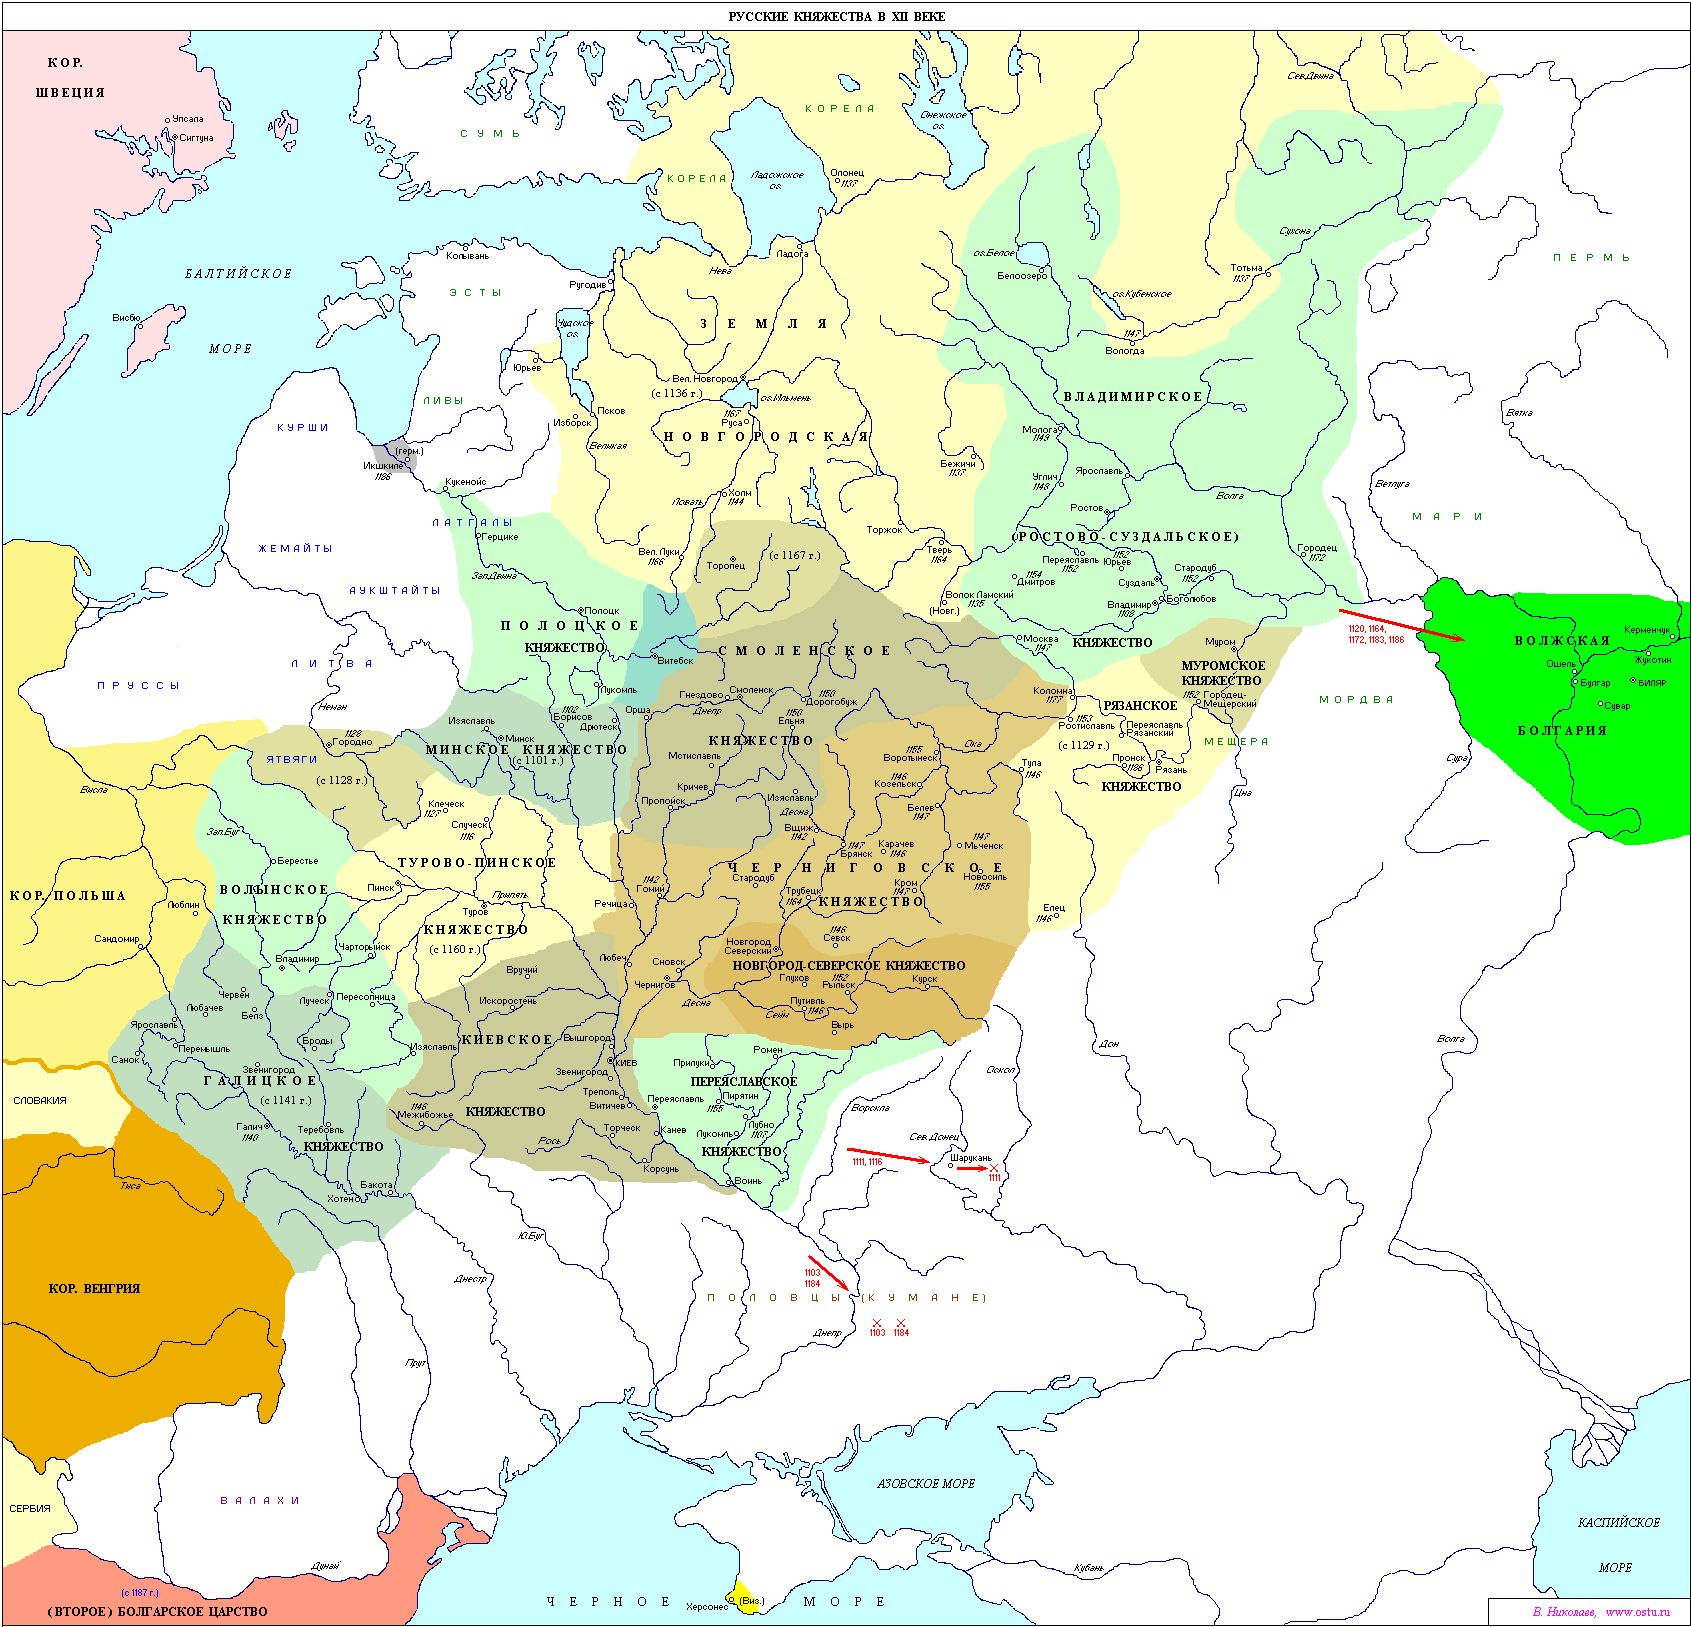 РУССКИЕ КНЯЖЕСТВА В XII ВЕКЕ
КОР.
ШВЕЦИЯ
Упсала
Сигтуна
СУМЬ
КОРЕЛА
Онежское
оз.
Сев.Двина
КОРЕЛА
Ладожское
оз.
Олонец
1137
Сухона
ПЕРМЬ
БАЛТИЙСКОЕ
МОРЕ
Висбю
Колывань
ЭСТЫ
Ругодив
Нева
Ладога
оз.Белое
Белоозеро
Тотьма
1137
оз.Кубенское
1147
Вологда
Чудское
оз.
ЗЕМЛЯ
Юрьев
Вел. Новгород
(с 1136 г.)
оз.Ильмень
1167
Руса
НОВГОРОДСКАЯ
ЛИВЫ
КУРШИ
Изборск
Псков
Великая
(герм.)
Икшкиле
1186
Кукенойс
ЛАТГАЛЫ
Герцике
ВЛАДИМИРСКОЕ
Молога
1149
Бежичи
1137
Углич
1148
Ярославль
Ростов
Волга
Вятка
Ветлуга
МАРИ
Ловать
Холм
1144
Торжок
Тверь
1164
(РОСТОВО-СУЗДАЛЬСКОЕ)
Переяславль
1152
1152
Юрьев
Городец
1172
1154
Дмитров
Суздаль
Стародуб
1152
Боголюбов
Владимир
1108
Волок Ламский
1135
(Новг.)
ЖЕМАЙТЫ
АУКШТАЙТЫ
Зап.Двина
Вел. Луки
1166
Торопец
(с 1167 г.)
Полоцк
ПОЛОЦКОЕ
КНЯЖЕСТВО
Витебск
СМОЛЕНСКОЕ
Москва
1147
КНЯЖЕСТВО
Муром
МУРОМСКОЕ
КНЯЖЕСТВО
1120, 1164,
1172, 1183, 1186
ВОЛЖСКАЯ
Керменчук
Жукотин
Ошель
Булгар
БИЛЯР
Сувар
БОЛГАРИЯ
МОРДВА
ЛИТВА
ПРУССЫ
Неман
Лукомль
Гнездово
Смоленск
1150
Дорогобуж
Днепр
Орша
1102
Борисов
Дрютеск
Изяславль
Минск
МИНСКОЕ КНЯЖЕСТВО
(с 1101 г.)
1150
Ельня
КНЯЖЕСТВО
Мстиславль
Коломна
1177
1153
Ростиславль
РЯЗАНСКОЕ
1152
Городец-
Мещерский
Переяславль
Рязанский
(с 1129 г.)
МЕЩЕРА
Пронск
1186
Рязань
КНЯЖЕСТВО
Сура
Цна
1128
Городно
ЯТВЯГИ
(с 1128 г.)
Висла
Зап.Буг
Клеческ
1127
Случеск
1116
Пропойск
Кричев
Изяславль
Десна
Ока
1155
Воротынеск
1146
Козельск
Белев
1147
Тула
1146
Вщиж
1142
1147
Брянск
Карачев
1146
1147
Мьченск
ЧЕРНИГОВСКОЕ
Берестье
ТУРОВО-ПИНСКОЕ
Пинск
Припять
Туров
КНЯЖЕСТВО
(с 1160 г.)
КОР. ПОЛЬША
Люблин
Сандомир
ВОЛЫНСКОЕ
КНЯЖЕСТВО
1142
Гомий
Речица
Стародуб
Трубецк
1164
Кром
1147
Новосиль
1155
КНЯЖЕСТВО
Елец
1146
1146
Севск
Новгород
Северский
НОВГОРОД-СЕВЕРСКОЕ КНЯЖЕСТВО
Чарторыйск
Владимир
Вручий
Любеч
Сновск
Чернигов
Глухов
1152
Рыльск
Курск
Червен
Любачев
Белз
Луческ
Пересопница
Искоростень
Десна
Путивль
1146
Сейм
Вырь
Ярославль
Перемышль
Санок
Броды
Изяславль
КИЕВСКОЕ
Вышгород
КИЕВ
Звенигород
Прилуки
Ромен
Дон
Волга
Оскол
Звенигород
ГАЛИЦКОЕ
(с 1141 г.)
ПЕРЕЯСЛАВСКОЕ
СЛОВАКИЯ
1146
Межибожье
КНЯЖЕСТВО
Треполь
Витичев
Переяславль
1155
Пирятин
Ворскла
Галич
1140
Теребовль
КНЯЖЕСТВО
Рось
Торческ
Канев
Лукомль
Лубно
1107
КНЯЖЕСТВО
Сев.Донец
Шарукань
1111, 1116
1111
Корсунь
Воинь
Тиса
Бакота
Хотен
Ю.Буг
КОР. ВЕНГРИЯ
Днестр
1103
1184
ПОЛОВЦЫ (КУМАНЕ)
Днепр
1103
1184
Прут
АЗОВСКОЕ МОРЕ
СЕРБИЯ
ВАЛАХИ
КАСПИЙСКОЕ
МОРЕ
Дунай
Кубань
(с 1187 г.)
(ВТОРОЕ) БОЛГАРСКОЕ ЦАРСТВО
ЧЕРНОЕ МОРЕ
Херсонес
(Виз.)
В. Николаев, www.ostu.ru